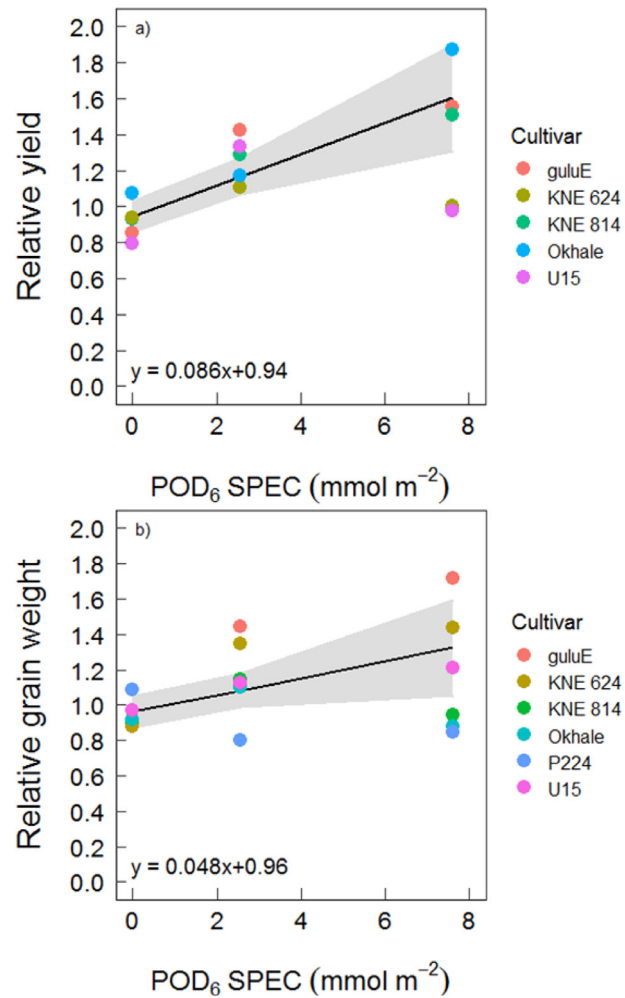 a)
Relative yield
2.0
1.8
1.6
1.4
1.2
1.0
0.8
0.6
0.4
0.2
0.0
y = 0.086x+0.94
0 2 4 6 8
POD₆ SPEC (mmol m⁻²)
Cultivar
guluE
KNE 624
KNE 814
Okhale
U15
b)
Relative grain weight
2.0
1.8
1.6
1.4
1.2
1.0
0.8
0.6
0.4
0.2
0.0
y = 0.048x+0.96
0 2 4 6 8
POD₆ SPEC (mmol m⁻²)
Cultivar
guluE
KNE 624
KNE 814
Okhale
P224
U15